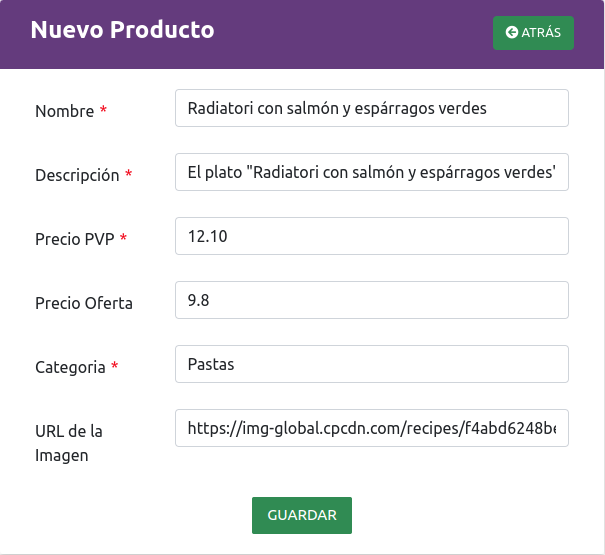 Nuevo Producto
ATRÁS
Nombre *
Radiatori con salmón y espárragos verdes
Descripción *
El plato "Radiatori con salmón y espárragos verdes"
Precio PVP *
12.10
Precio Oferta
9.8
Categoria *
Pastas
URL de la
Imagen
https://img-global.cpcdn.com/recipes/f4abd6248be
GUARDAR